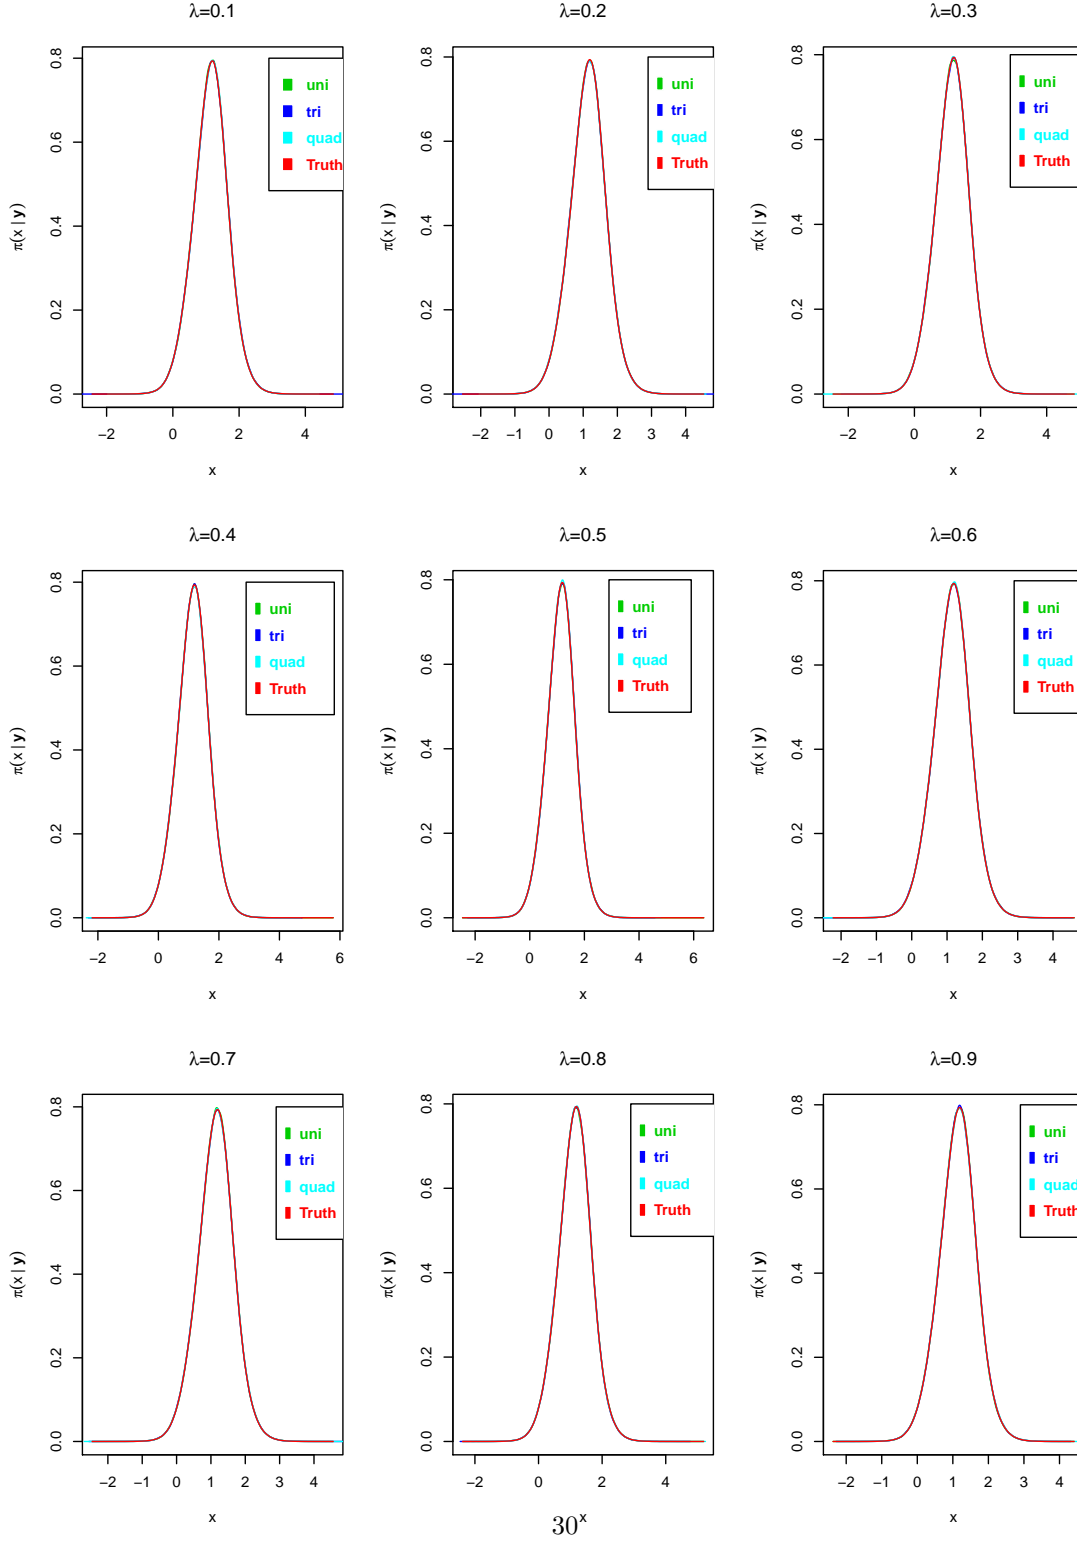 λ=0.1
λ=0.2
λ=0.3
0.8
0.6
0.4
0.2
0.0
π(x | y)
uni
tri
quad
Truth
−2 0 2 4
x
0.8
0.6
0.4
0.2
0.0
π(x | y)
uni
tri
quad
Truth
−2 −1 0 1 2 3 4
x
0.8
0.6
0.4
0.2
0.0
π(x | y)
uni
tri
quad
Truth
−2 0 2 4
x
λ=0.4
λ=0.5
λ=0.6
0.8
0.6
0.4
0.2
0.0
π(x | y)
uni
tri
quad
Truth
−2 0 2 4 6
x
0.8
0.6
0.4
0.2
0.0
π(x | y)
uni
tri
quad
Truth
−2 0 2 4 6
x
0.8
0.6
0.4
0.2
0.0
π(x | y)
uni
tri
quad
Truth
−2 −1 0 1 2 3 4
x
λ=0.7
λ=0.8
λ=0.9
0.8
0.6
0.4
0.2
0.0
π(x | y)
uni
tri
quad
Truth
−2 −1 0 1 2 3 4
x
0.8
0.6
0.4
0.2
0.0
π(x | y)
uni
tri
quad
Truth
0 2 4
x
0.8
0.6
0.4
0.2
0.0
π(x | y)
uni
tri
quad
Truth
−2 −1 0 1 2 3 4
x
30